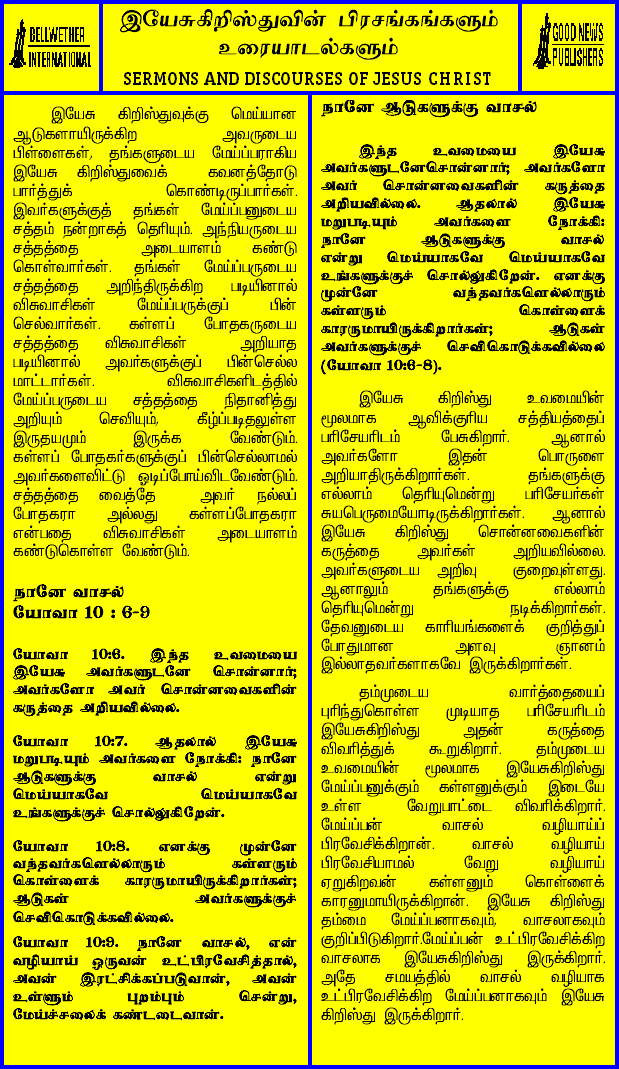 BELLWETHER
INTERNATIONAL
இயேசுகிறிஸ்துவின் பிரசங்கங்களும்
உரையாடல்களும்
SERMONS AND DISCOURSES OF JESUS CHRIST
GOOD NEWS
PUBLISHERS
இயேசு கிறிஸ்துவுக்கு மெய்யான
ஆடுகளாயிருக்கிற அவருடைய
பிள்ளைகள், தங்களுடைய மேய்ப்பராகிய
இயேசு கிறிஸ்துவைக் கவனத்தோடு
பார்த்துக் கொண்டிருப்பார்கள்.
இவர்களுக்குத் தங்கள் மேய்ப்பனுடைய
சத்தம் நன்றாகத் தெரியும். அந்நியருடைய
சத்தத்தை அடையாளம் கண்டு
கொள்வார்கள். தங்கள் மேய்ப்பருடைய
சத்தத்தை அறிந்திருக்கிற படியினால்
விசுவாசிகள் மேய்ப்பருக்குப் பின்
செல்வார்கள். கள்ளப் போதகருடைய
சத்தத்தை விசுவாசிகள் அறியாத
படியினால் அவர்களுக்குப் பின்செல்ல
மாட்டார்கள். விசுவாசிகளிடத்தில்
மேய்ப்பருடைய சத்தத்தை நிதானித்து
அறியும் செவியும், கீழ்ப்படிதலுள்ள
இருதயமும் இருக்க வேண்டும்.
கள்ளப் போதகர்களுக்குப் பின்செல்லாமல்
அவர்களைவிட்டு ஓடிப்போய்விடவேண்டும்.
சத்தத்தை வைத்தே அவர் நல்லப்
போதகரா அல்லது கள்ளப்போதகரா
என்பதை விசுவாசிகள் அடையாளம்
கண்டுகொள்ள வேண்டும்.
நானே வாசல்
யோவா 10 : 6-9
யோவா 10:6. இந்த உவமையை
இயேசு அவர்களுடனே சொன்னார்;
அவர்களோ அவர் சொன்னவைகளின்
கருத்தை அறியவில்லை.
யோவா 10:7. ஆதலால் இயேசு
மறுபடியும் அவர்களை நோக்கி: நானே
ஆடுகளுக்கு வாசல் என்று
மெய்யாகவே மெய்யாகவே
உங்களுக்குச் சொல்லுகிறேன்.
யோவா 10:8. எனக்கு முன்னே
வந்தவர்களெல்லாரும் கள்ளரும்
கொள்ளைக் காரருமாயிருக்கிறார்கள்;
ஆடுகள் அவர்களுக்குச்
செவிகொடுக்கவில்லை.
யோவா 10:9. நானே வாசல், என்
வழியாய் ஒருவன் உட்பிரவேசித்தால்,
அவன் இரட்சிக்கப்படுவான், அவன்
உள்ளும் புறம்பும் சென்று,
மேய்ச்சலைக் கண்டடைவான்.
நானே ஆடுகளுக்கு வாசல்
இந்த உவமையை இயேசு
அவர்களுடனேசொன்னார்; அவர்களோ
அவர் சொன்னவைகளின் கருத்தை
அறியவில்லை. ஆதலால் இயேசு
மறுபடியும் அவர்களை நோக்கி:
நானே ஆடுகளுக்கு வாசல்
என்று மெய்யாகவே மெய்யாகவே
உங்களுக்குச் சொல்லுகிறேன். எனக்கு
முன்னே வந்தவர்களெல்லாரும்
கள்ளரும் கொள்ளைக்
காரருமாயிருக்கிறார்கள்; ஆடுகள்
அவர்களுக்குச் செவிகொடுக்கவில்லை
(யோவா 10:6-8).
இயேசு கிறிஸ்து உவமையின்
மூலமாக ஆவிக்குரிய சத்தியத்தைப்
பரிசேயரிடம் பேசுகிறார். ஆனால்
அவர்களோ இதன் பொருளை
அறியாதிருக்கிறார்கள். தங்களுக்கு
எல்லாம் தெரியுமென்று பரிசேயர்கள்
சுயபெருமையோடிருக்கிறார்கள். ஆனால்
இயேசு கிறிஸ்து சொன்னவைகளின்
கருத்தை அவர்கள் அறியவில்லை.
அவர்களுடைய அறிவு குறைவுள்ளது.
ஆனாலும் தங்களுக்கு எல்லாம்
தெரியுமென்று நடிக்கிறார்கள்.
தேவனுடைய காரியங்களைக் குறித்துப்
போதுமான அளவு ஞானம்
இல்லாதவர்களாகவே இருக்கிறார்கள்.
தம்முடைய வார்த்தையைப்
புரிந்துகொள்ள முடியாத பரிசேயரிடம்
இயேசுகிறிஸ்து அதன் கருத்தை
விவரித்துக் கூறுகிறார். தம்முடைய
உவமையின் மூலமாக இயேசுகிறிஸ்து
மேய்ப்பனுக்கும் கள்ளனுக்கும் இடையே
உள்ள வேறுபாட்டை விவரிக்கிறார்.
மேய்ப்பன் வாசல் வழியாய்ப்
பிரவேசிக்கிறான். வாசல் வழியாய்
பிரவேசியாமல் வேறு வழியாய்
ஏறுகிறவன் கள்ளனும் கொள்ளைக்
காரனுமாயிருக்கிறான். இயேசு கிறிஸ்து
தம்மை மேய்ப்பனாகவும், வாசலாகவும்
குறிப்பிடுகிறார்.மேய்ப்பன் உட்பிரவேசிக்கிற
வாசலாக இயேசுகிறிஸ்து இருக்கிறார்.
அதே சமயத்தில் வாசல் வழியாக
உட்பிரவேசிக்கிற மேய்ப்பனாகவும் இயேசு
கிறிஸ்து இருக்கிறார்.